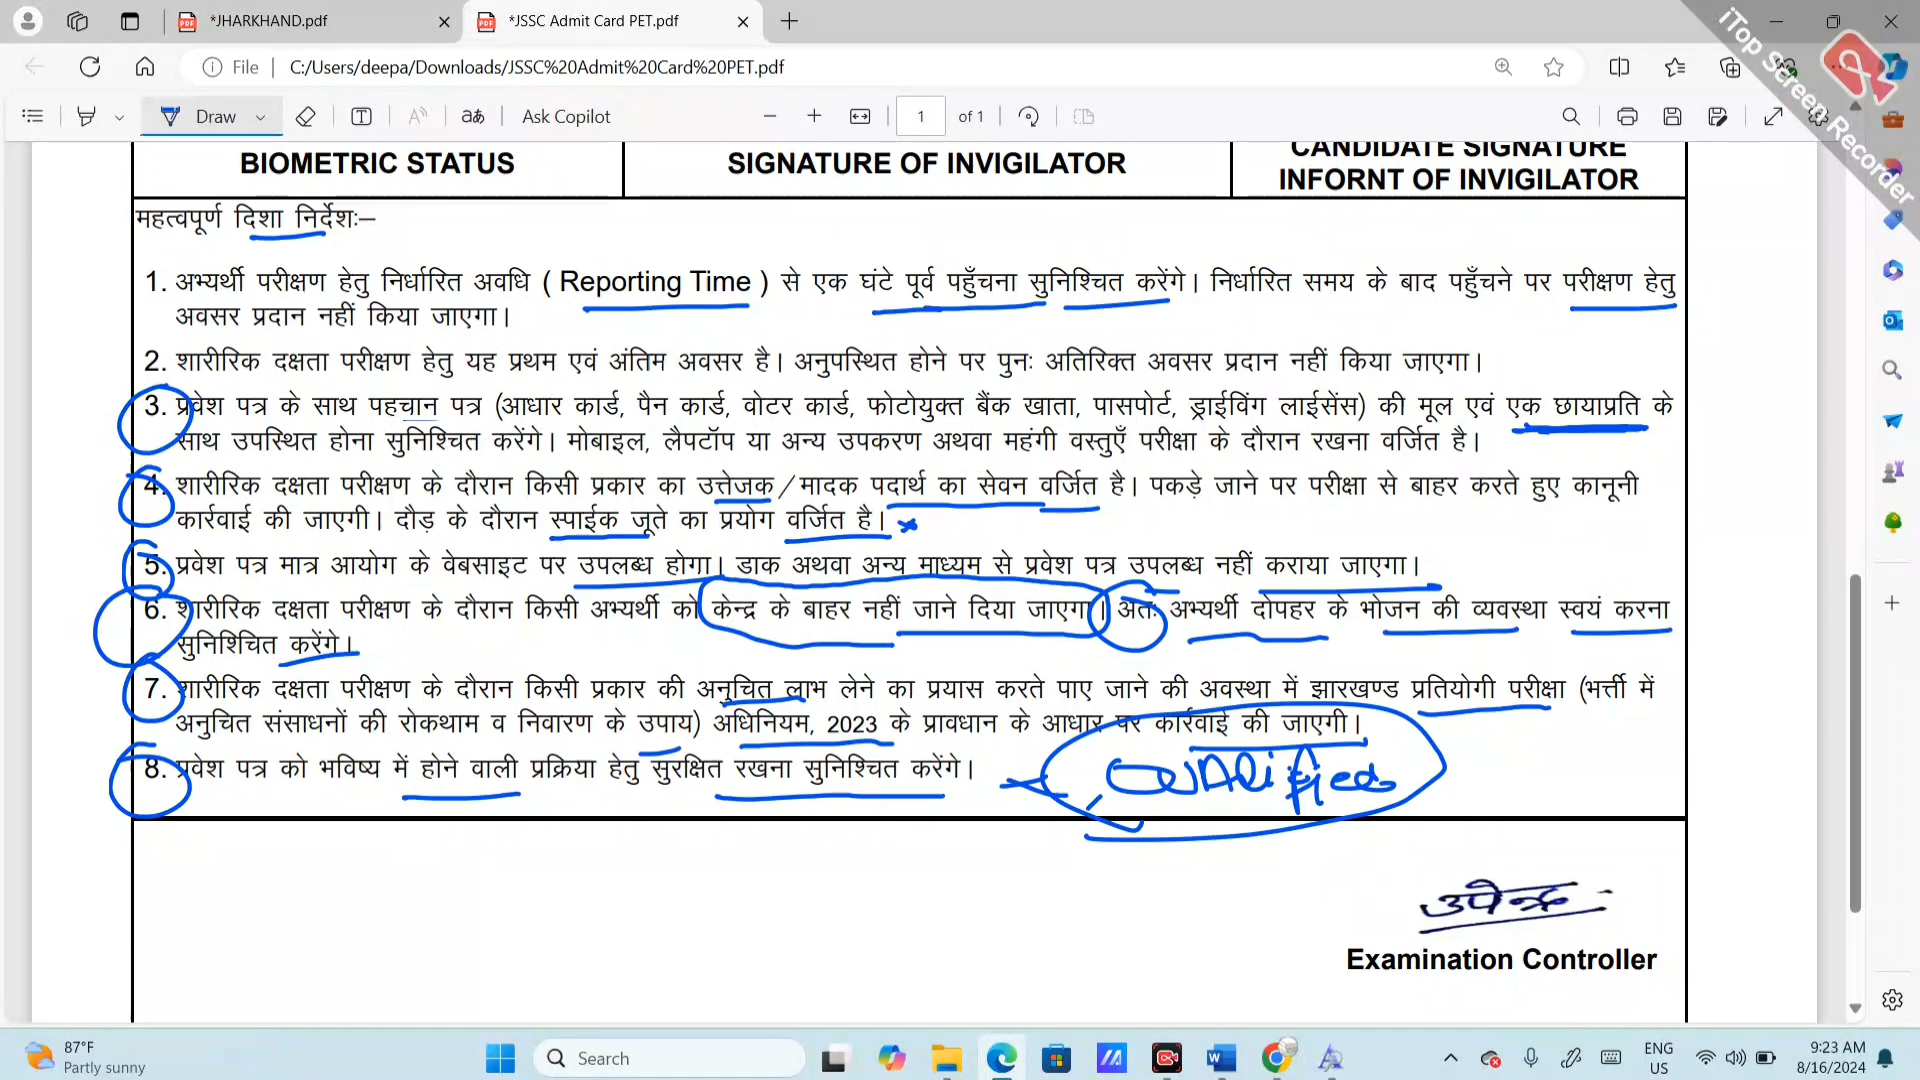 *JHARKHAND.pdf
*JSSC Admit Card PET.pdf
File
C:/Users/deepa/Downloads/JSSC%20Admit%20Card%20PET.pdf
Draw
Ask Copilot
1
of 1
iTop Screen Recorder
BIOMETRIC STATUS
SIGNATURE OF INVIGILATOR
CANDIDATE SIGNATURE
INFORNT OF INVIGILATOR
महत्वपूर्ण दिशा निर्देशः—
1. अभ्यर्थी परीक्षण हेतु निर्धारित अवधि ( Reporting Time ) से एक घंटे पूर्व पहुँचना सुनिश्चित करेंगे। निर्धारित समय के बाद पहुँचने पर परीक्षण हेतु
अवसर प्रदान नहीं किया जाएगा।
2. शारीरिक दक्षता परीक्षण हेतु यह प्रथम एवं अंतिम अवसर है। अनुपस्थित होने पर पुनः अतिरिक्त अवसर प्रदान नहीं किया जाएगा।
3. प्रवेश पत्र के साथ पहचान पत्र (आधार कार्ड, पैन कार्ड, वोटर कार्ड, फोटोयुक्त बैंक खाता, पासपोर्ट, ड्राईविंग लाईसेंस) की मूल एवं एक छायाप्रति के
साथ उपस्थित होना सुनिश्चित करेंगे। मोबाइल, लैपटॉप या अन्य उपकरण अथवा महंगी वस्तुएँ परीक्षा के दौरान रखना वर्जित है।
4. शारीरिक दक्षता परीक्षण के दौरान किसी प्रकार का उत्तेजक/मादक पदार्थ का सेवन वर्जित है। पकड़े जाने पर परीक्षा से बाहर करते हुए कानूनी
कार्रवाई की जाएगी। दौड़ के दौरान स्पाईक जूते का प्रयोग वर्जित है।
5. प्रवेश पत्र मात्र आयोग के वेबसाइट पर उपलब्ध होगा। डाक अथवा अन्य माध्यम से प्रवेश पत्र उपलब्ध नहीं कराया जाएगा।
6. शारीरिक दक्षता परीक्षण के दौरान किसी अभ्यर्थी को केन्द्र के बाहर नहीं जाने दिया जाएगा। अतः अभ्यर्थी दोपहर के भोजन की व्यवस्था स्वयं करना
सुनिश्चित करेंगे।
7. शारीरिक दक्षता परीक्षण के दौरान किसी प्रकार की अनुचित लाभ लेने का प्रयास करते पाए जाने की अवस्था में झारखण्ड प्रतियोगी परीक्षा (भर्त्ती में
अनुचित संसाधनों की रोकथाम व निवारण के उपाय) अधिनियम, 2023 के प्रावधान के आधार पर कार्रवाई की जाएगी।
8. प्रवेश पत्र को भविष्य में होने वाली प्रक्रिया हेतु सुरक्षित रखना सुनिश्चित करेंगे।
Qualified
उपेन्द्र
Examination Controller
87°F
Partly sunny
Search
ENG
US
9:23 AM
8/16/2024